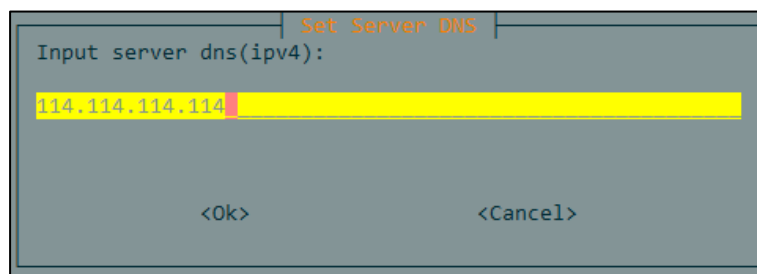 Set Server DNS
Input server dns(ipv4):
114.114.114.114
<Ok> <Cancel>